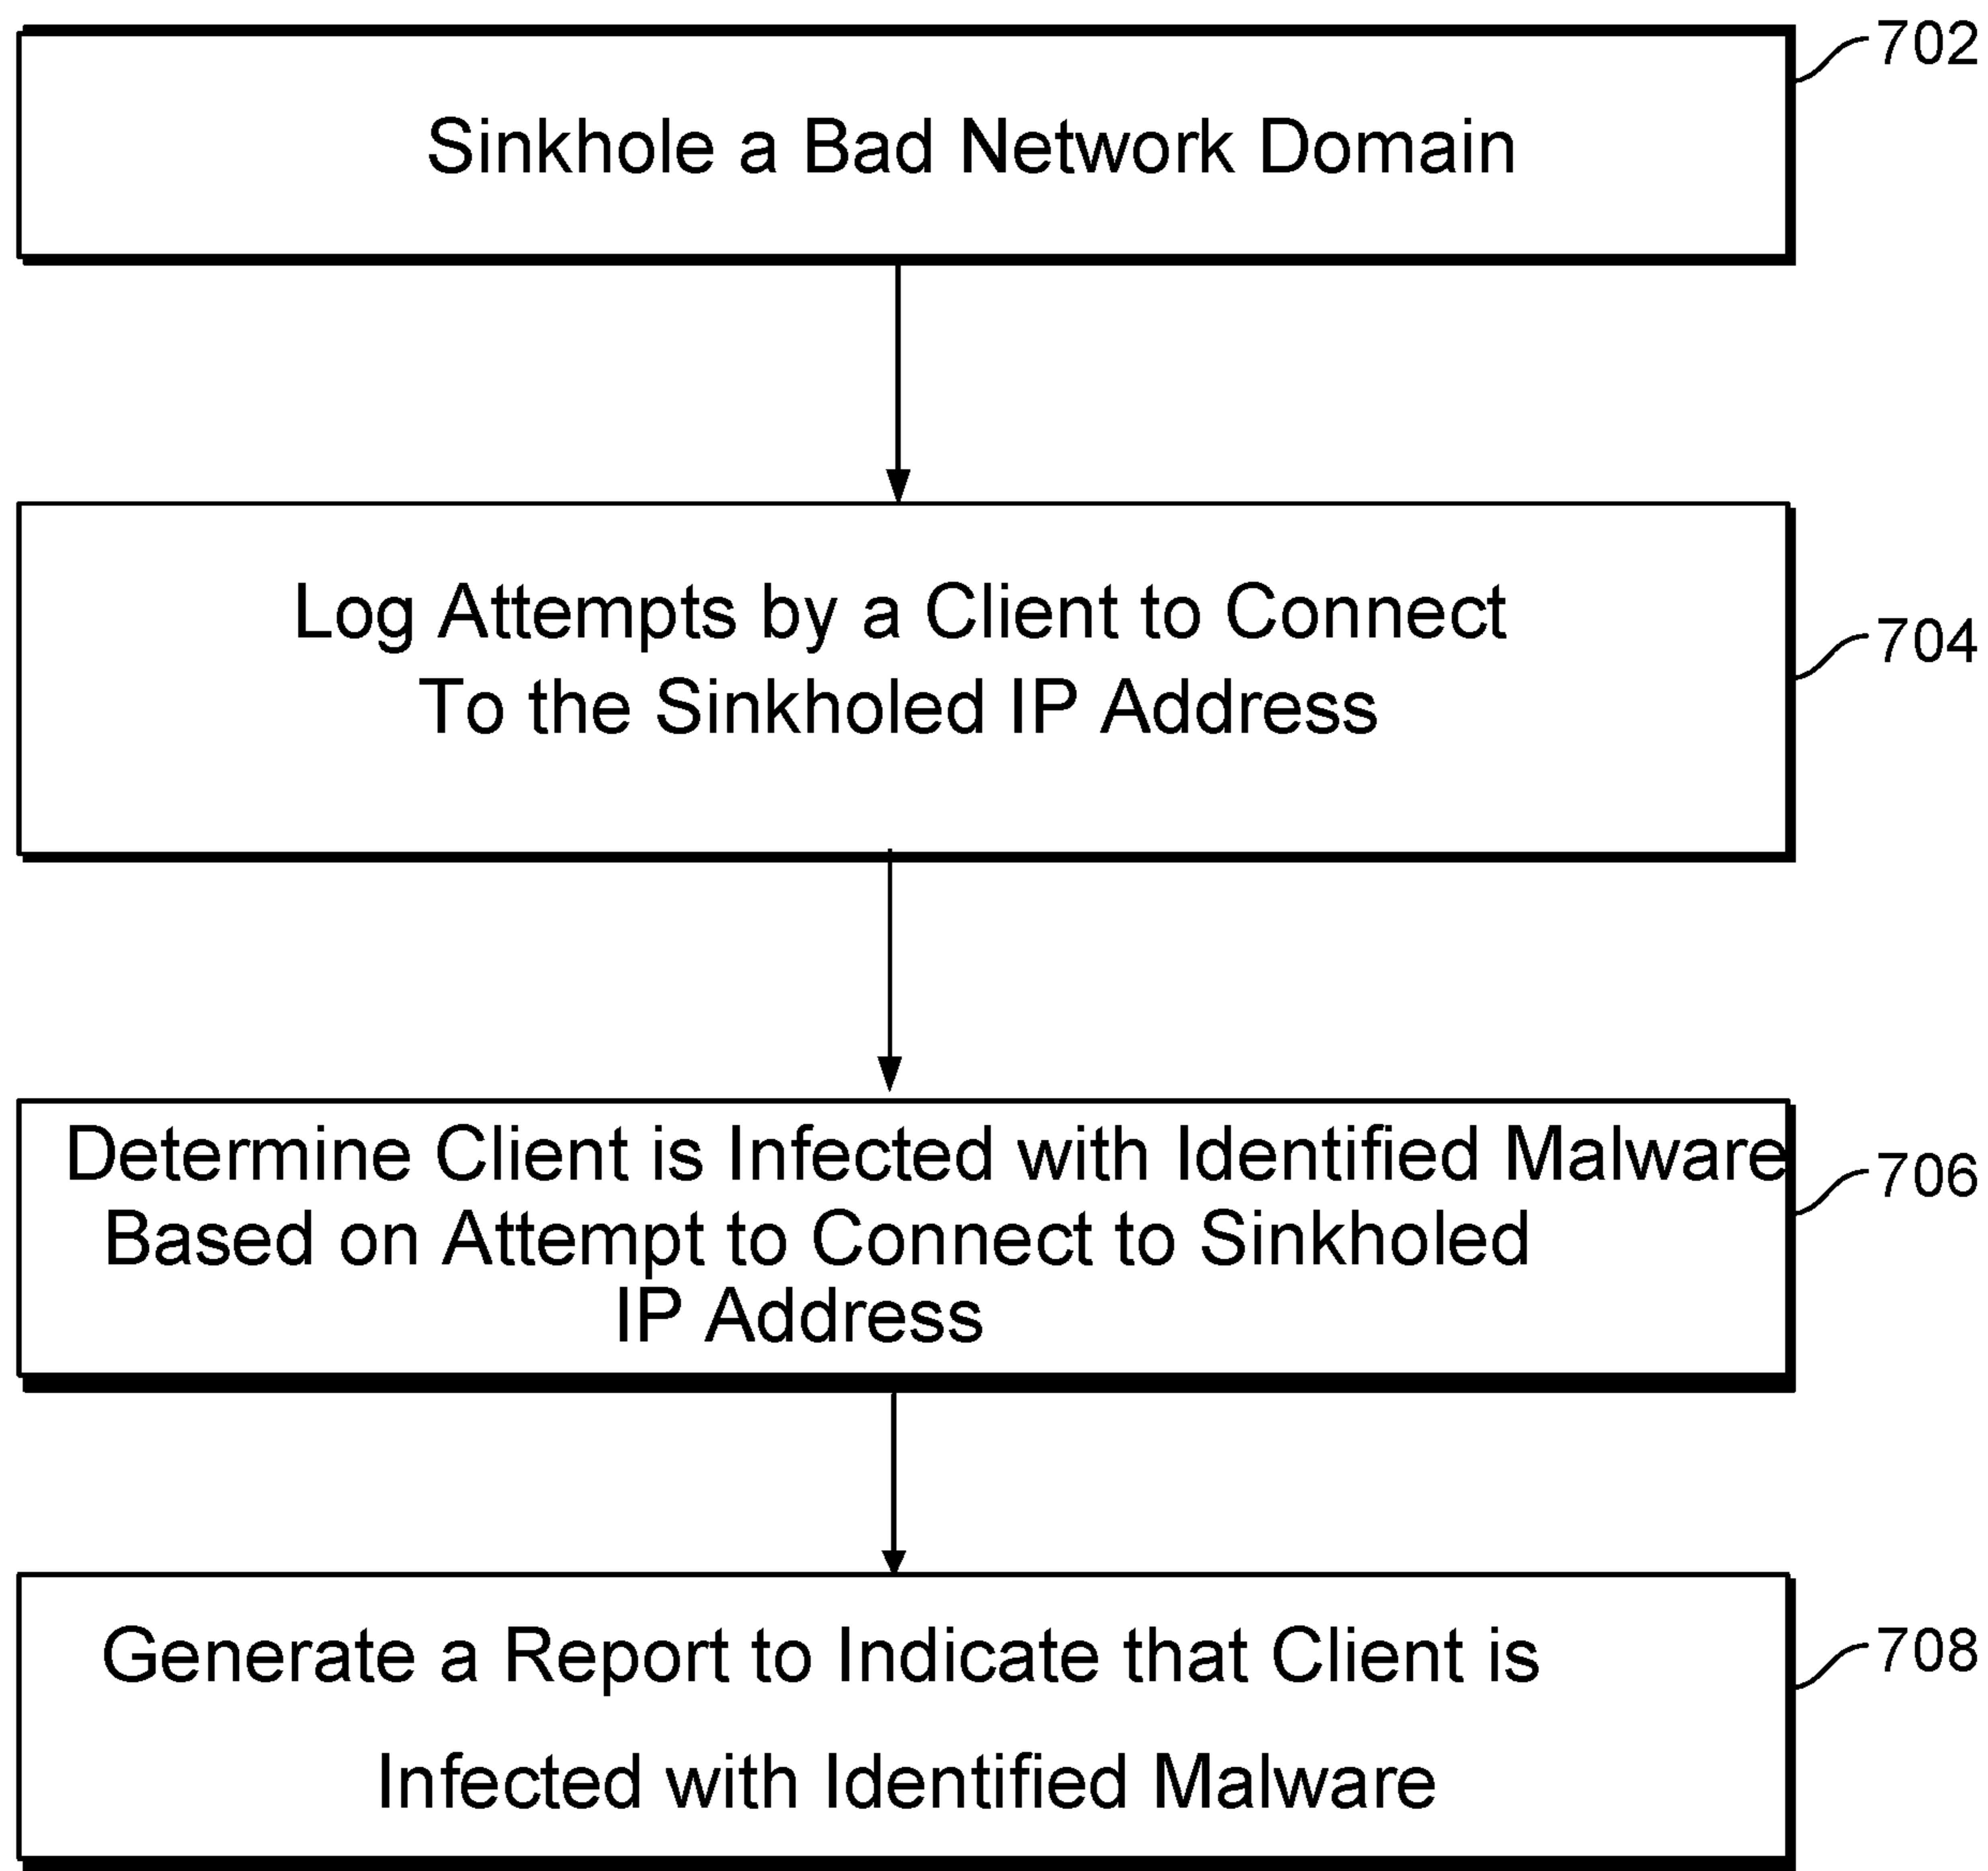 702
Sinkhole a Bad Network Domain
Log Attempts by a Client to Connect
To the Sinkholed IP Address
704
Determine Client is Infected with Identified Malware
Based on Attempt to Connect to Sinkholed
IP Address
706
Generate a Report to Indicate that Client is
Infected with Identified Malware
708